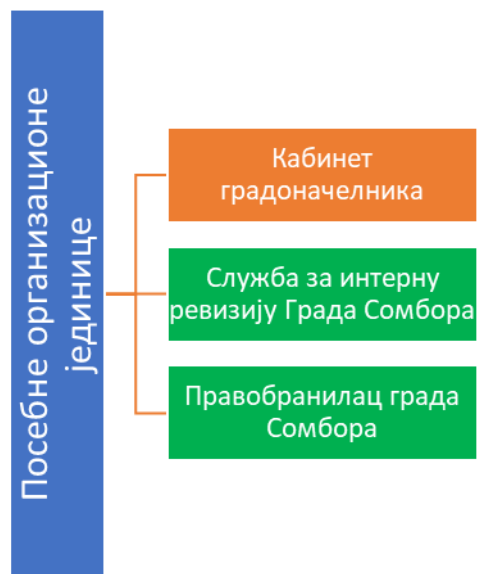 Посебне организационе
јединице
Кабинет
градоначелника
Служба за интерну
ревизију Града Сомбора
Правобранилац града
Сомбора